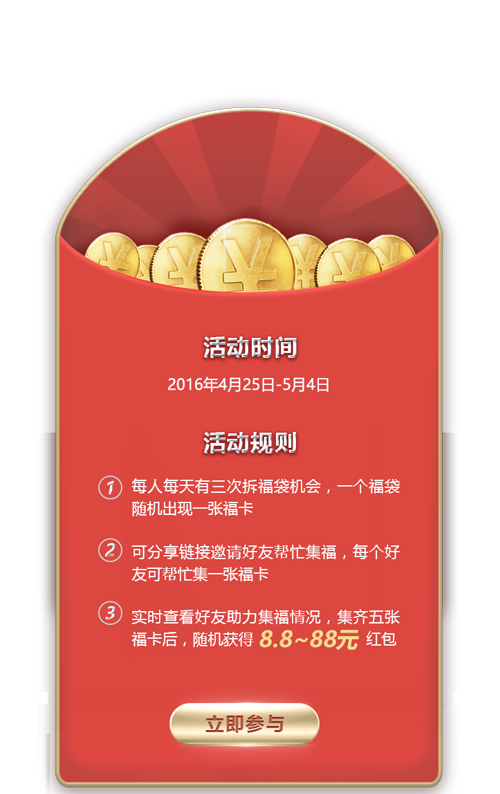 活动时间
2016年4月25日-5月4日
活动规则
1 每人每天有三次拆福袋机会，一个福袋
随机出现一张福卡
2 可分享链接邀请好友帮忙集福，每个好
友可帮忙集一张福卡
3 实时查看好友助力集福情况，集齐五张
福卡后，随机获得 8.8~88元 红包
立即参与